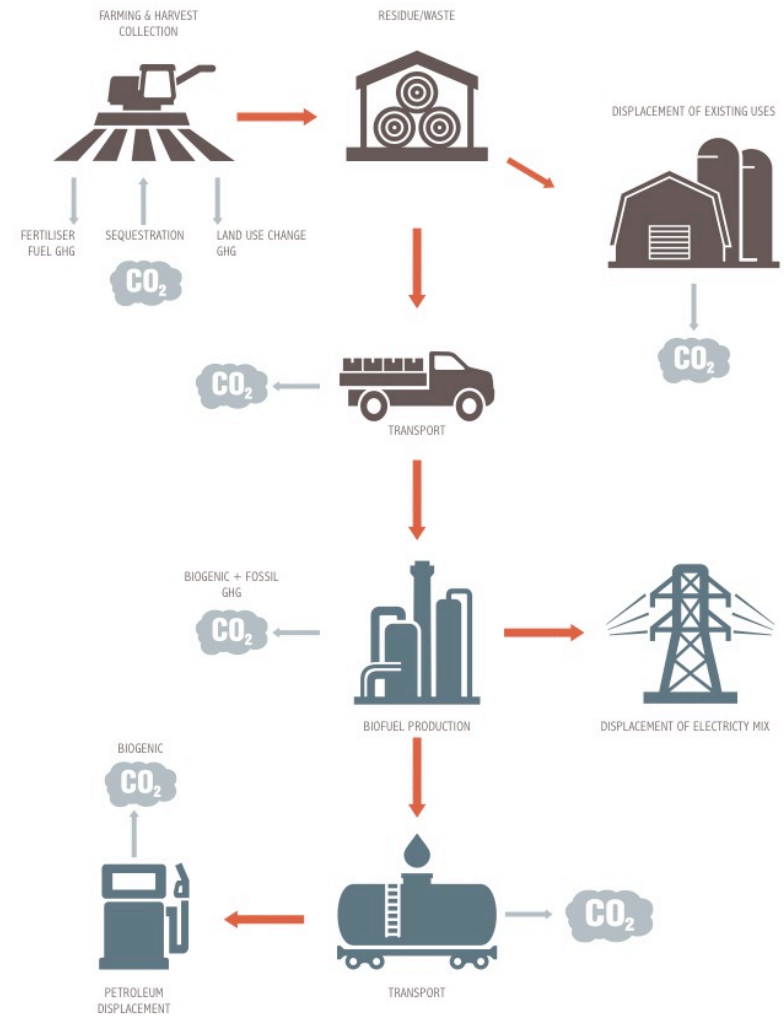 FARMING & HARVEST
COLLECTION
RESIDUE/WASTE
DISPLACEMENT OF EXISTING USES
FERTILISER
FUEL GHG
SEQUESTRATION
CO₂
LAND USE CHANGE
GHG
CO₂
CO₂
TRANSPORT
BIOGENIC + FOSSIL
GHG
CO₂
BIOFUEL PRODUCTION
DISPLACEMENT OF ELECTRICTY MIX
BIOGENIC
CO₂
CO₂
PETROLEUM
DISPLACEMENT
TRANSPORT